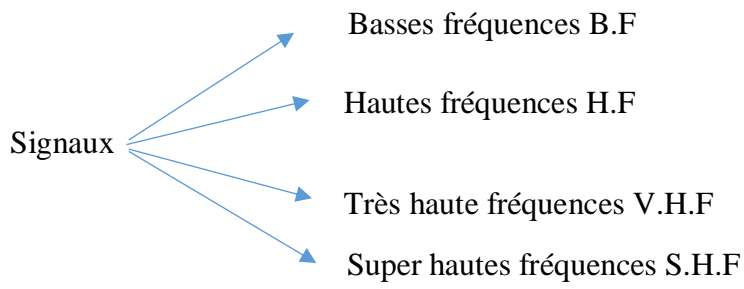 Basses fréquences B.F
Hautes fréquences H.F
Signaux
Très haute fréquences V.H.F
Super hautes fréquences S.H.F